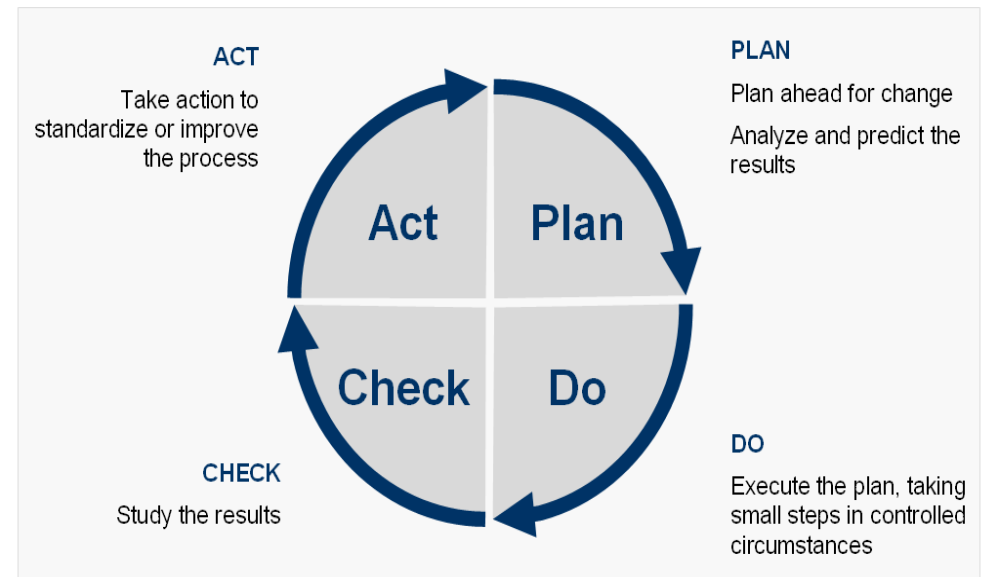 ACT
Take action to
standardize or improve
the process
PLAN
Plan ahead for change
Analyze and predict the
results
Act
Plan
Check
Do
CHECK
Study the results
DO
Execute the plan, taking
small steps in controlled
circumstances